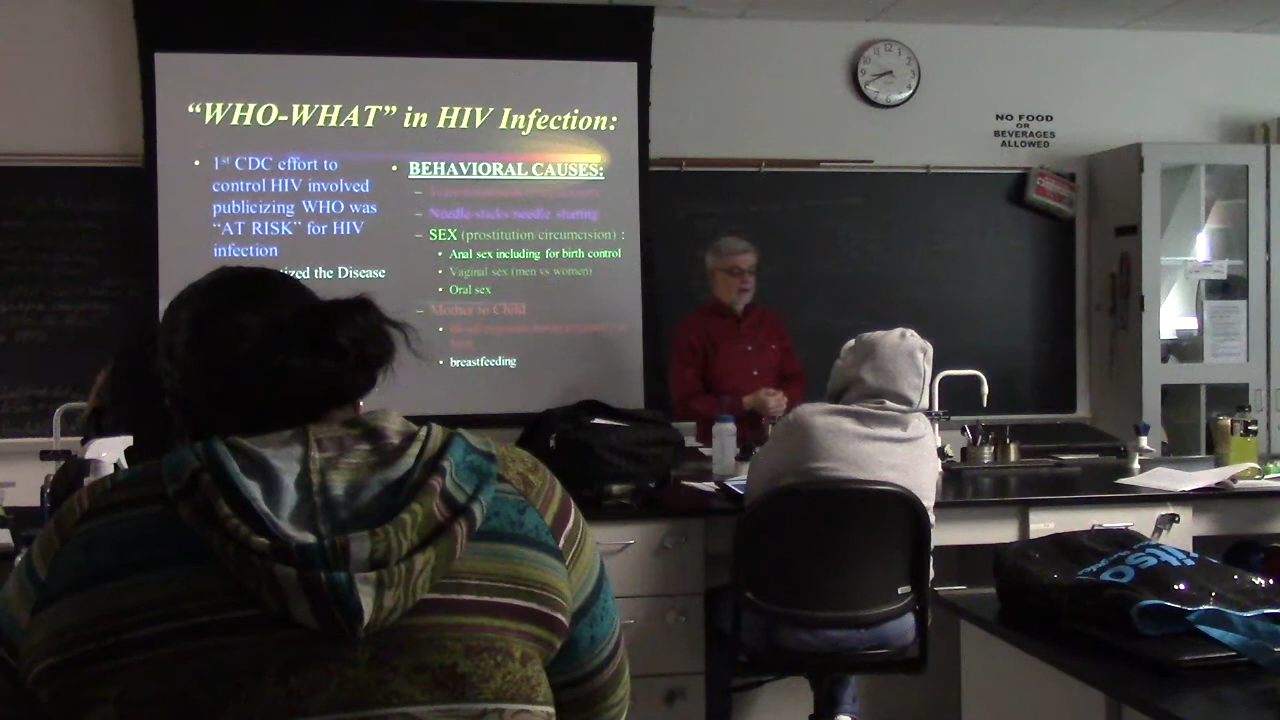 “WHO-WHAT” in HIV Infection:
• 1st CDC effort to
control HIV involved
publicizing WHO was
“AT RISK” for HIV
infection
the Disease
• BEHAVIORAL CAUSES:
– Needle-sticks needle sharing
– SEX (prostitution circumcision) :
• Anal sex including for birth control
• Vaginal sex (men vs women)
• Oral sex
– Mother to Child
• breastfeeding
NO FOOD
OR
BEVERAGES
ALLOWED